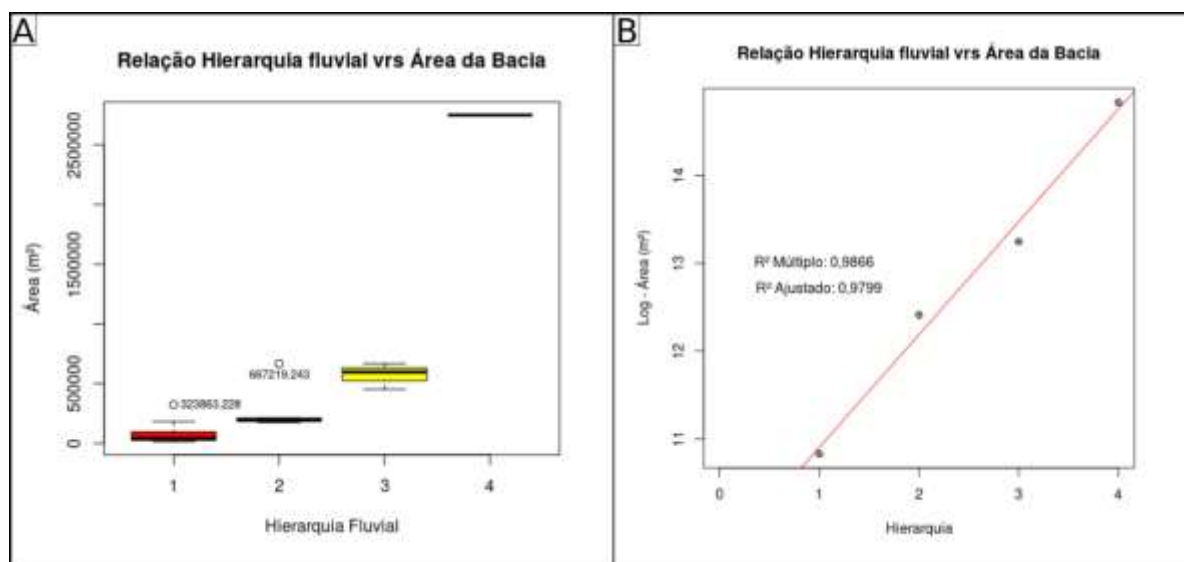 A
Relação Hierarquia fluvial vrs Área da Bacia
Área (m²)
2500000
1500000
500000
0
667219.243
323863.228
1 2 3 4
Hierarquia Fluvial
B
Relação Hierarquia fluvial vrs Área da Bacia
Log - Área (m²)
14
13
12
11
R² Múltiplo: 0,9866
R² Ajustado: 0,9799
0 1 2 3 4
Hierarquia